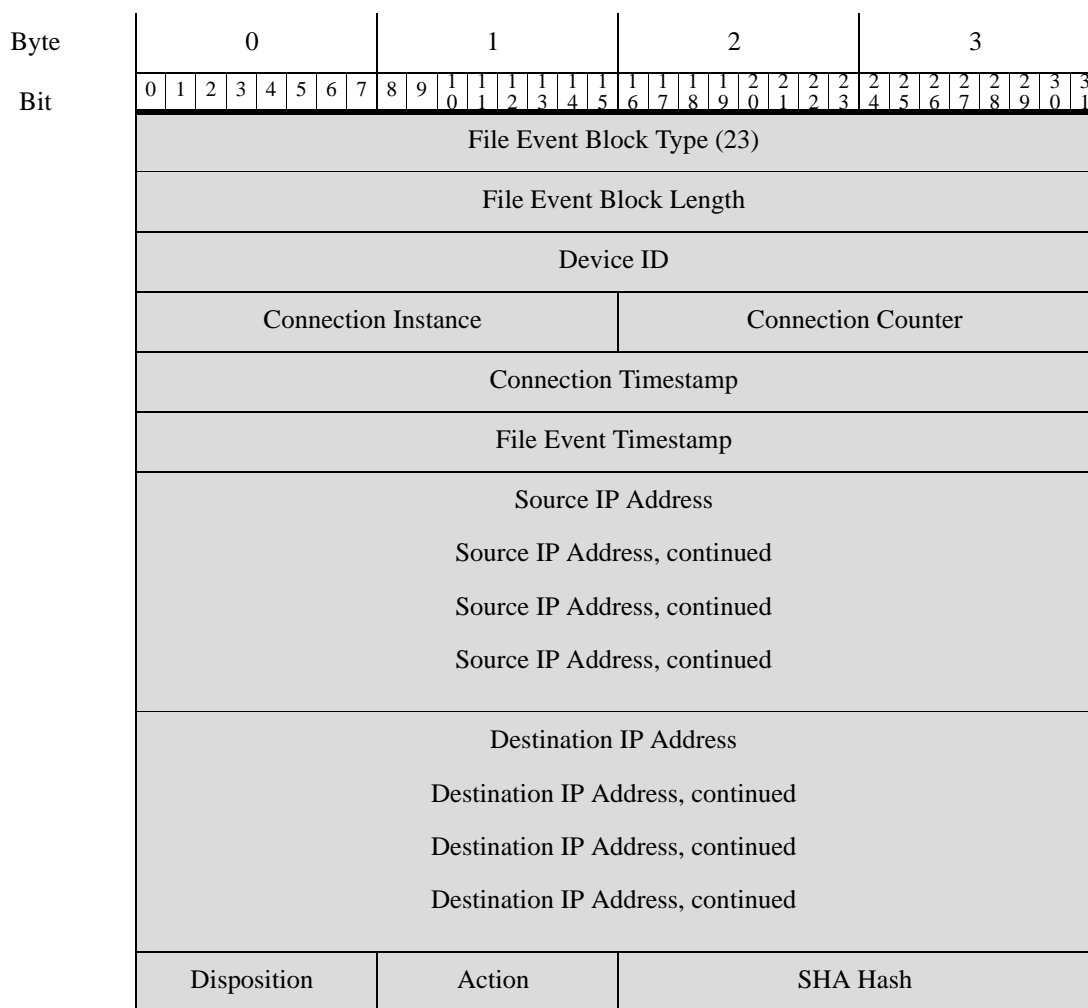 Byte 0 1 2 3
Bit 0 1 2 3 4 5 6 7 8 9 10 11 12 13 14 15 16 17 18 19 20 21 22 23 24 25 26 27 28 29 30 31
File Event Block Type (23)
File Event Block Length
Device ID
Connection Instance Connection Counter
Connection Timestamp
File Event Timestamp
Source IP Address
Source IP Address, continued
Source IP Address, continued
Source IP Address, continued
Destination IP Address
Destination IP Address, continued
Destination IP Address, continued
Destination IP Address, continued
Disposition Action SHA Hash